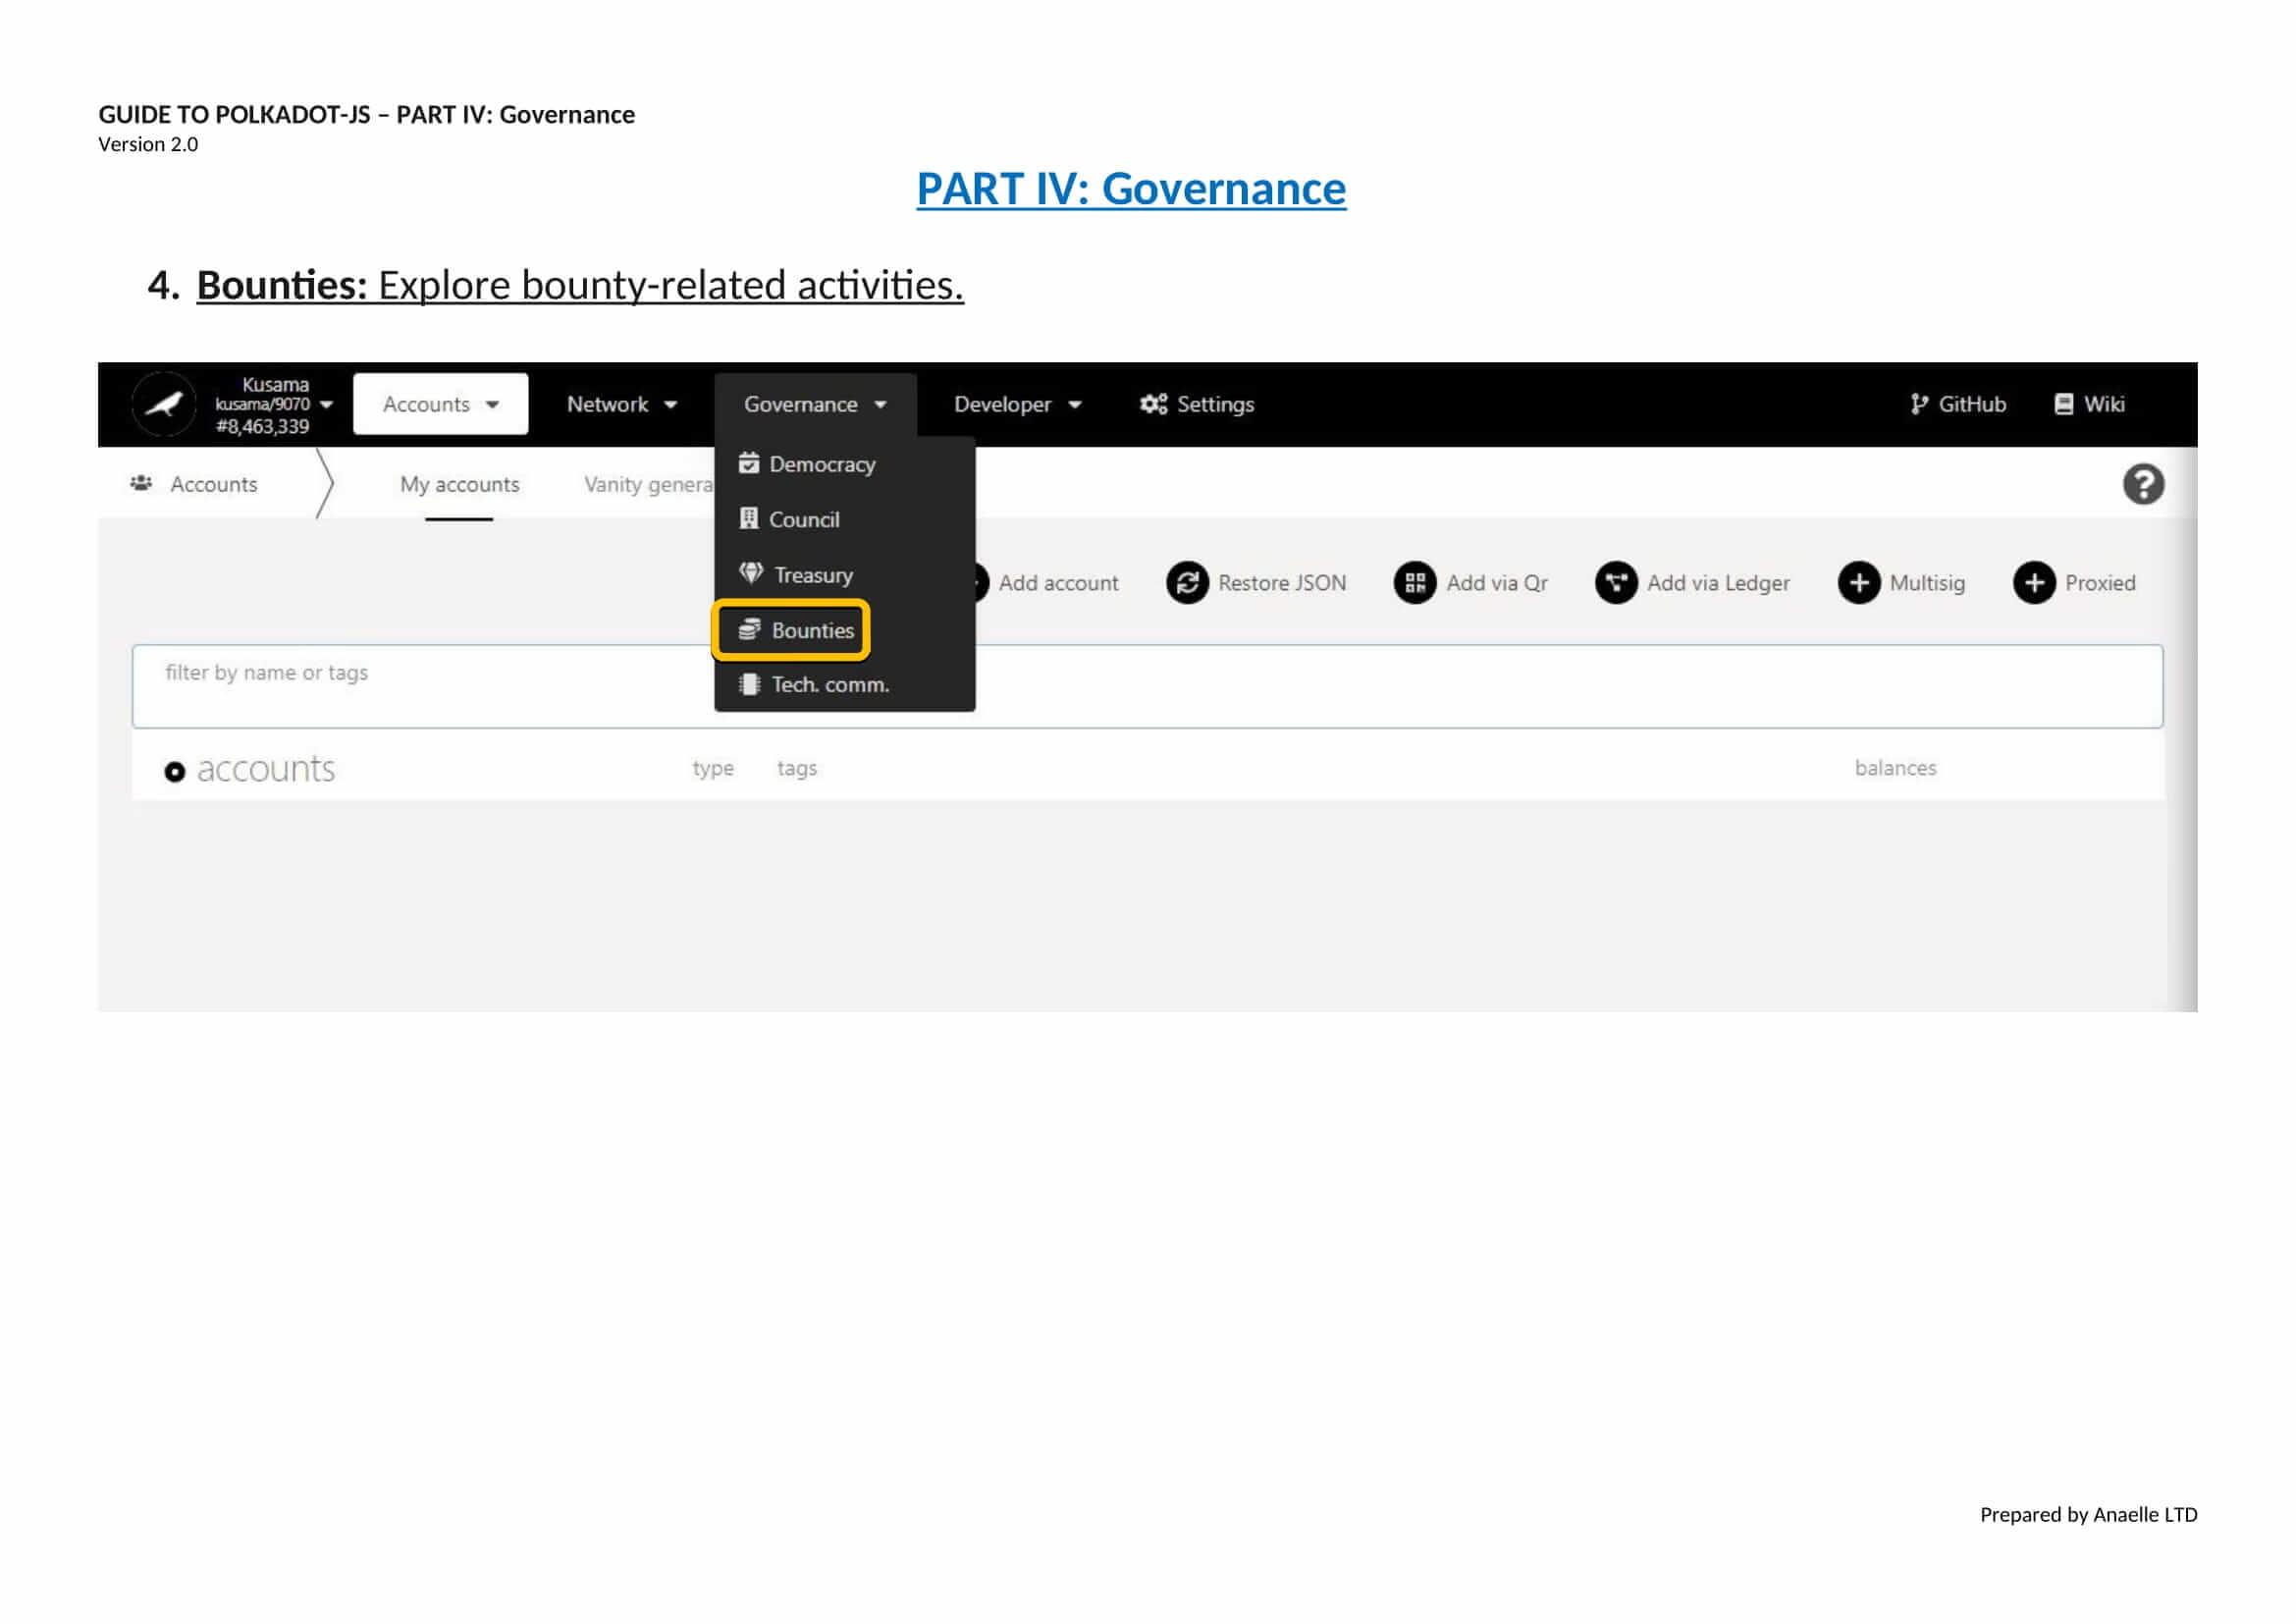 GUIDE TO POLKADOT-JS – PART IV: Governance
Version 2.0
PART IV: Governance
4. Bounties: Explore bounty-related activities.
Kusama
kusama/9070
#8,463,339
Accounts Network Governance Developer Settings GitHub Wiki
Democracy
Accounts My accounts Vanity genera
Council
Treasury
Add account Restore JSON Add via Qr Add via Ledger Multisig Proxied
Bounties
filter by name or tags
Tech. comm.
accounts type tags balances
Prepared by Anaelle LTD